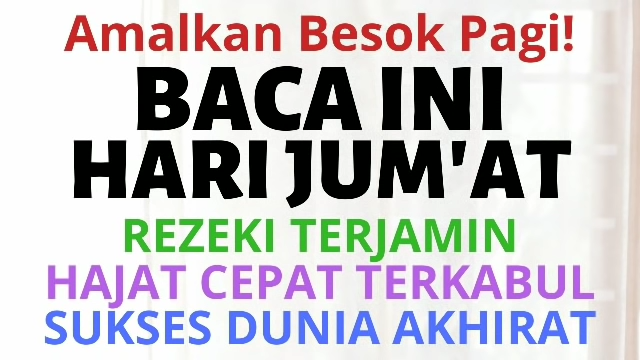 Amalkan Besok Pagi!
BACA INI
HARI JUM'AT
REZEKI TERJAMIN
HAJAT CEPAT TERKABUL
SUKSES DUNIA AKHIRAT